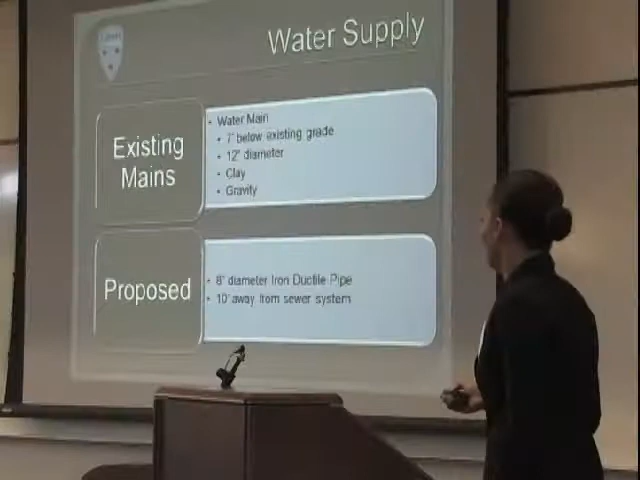 Water Supply
Existing
Mains
• Water Main
• 7' below existing grade
• 12" diameter
• Clay
• Gravity
Proposed
• 8" diameter Iron Ductile Pipe
• 10' away from sewer system